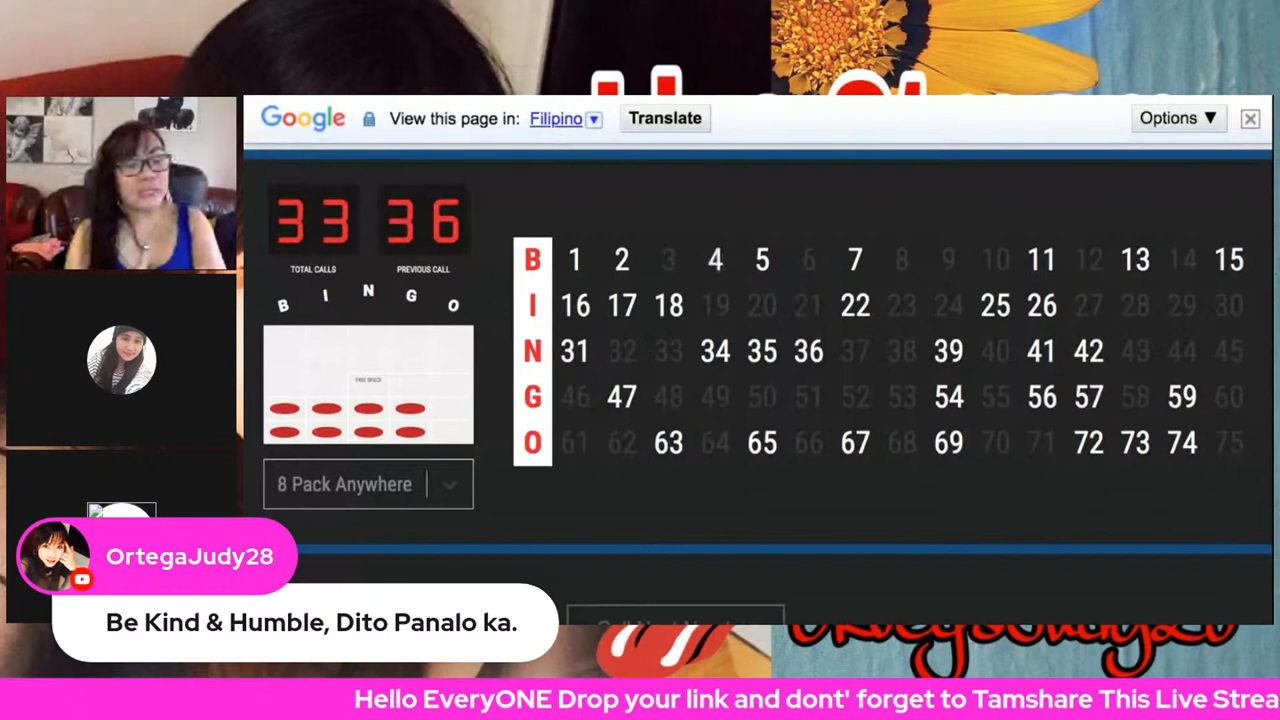 Google View this page in: Filipino Translate Options ▼
33 36
TOTAL CALLS PREVIOUS CALL
B I N G O
FREE SPACE
8 Pack Anywhere
B 1 2 3 4 5 6 7 8 9 10 11 12 13 14 15
I 16 17 18 19 20 21 22 23 24 25 26 27 28 29 30
N 31 32 33 34 35 36 37 38 39 40 41 42 43 44 45
G 46 47 48 49 50 51 52 53 54 55 56 57 58 59 60
O 61 62 63 64 65 66 67 68 69 70 71 72 73 74 75
OrtegaJudy28
Be Kind & Humble, Dito Panalo ka.
Hello EveryONE Drop your link and dont' forget to Tamshare This Live Strea